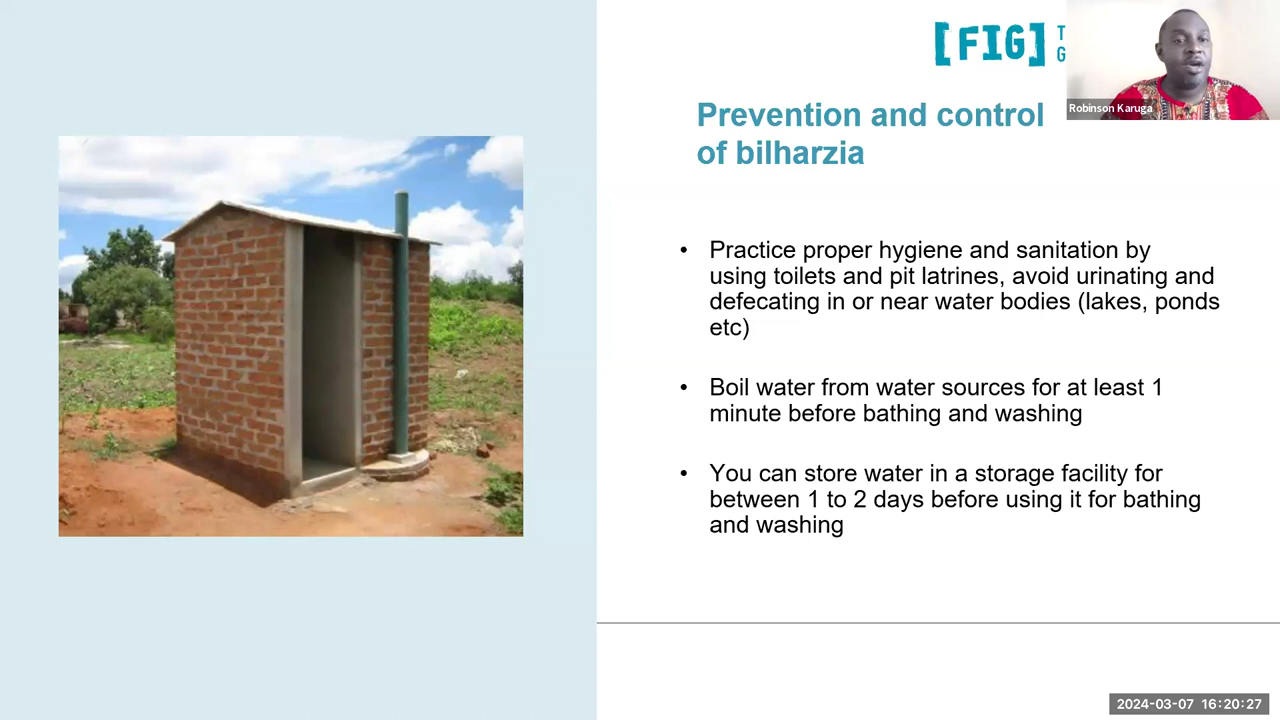 [FIG] T
G
Robinson Karuga
Prevention and control
of bilharzia
• Practice proper hygiene and sanitation by
using toilets and pit latrines, avoid urinating and
defecating in or near water bodies (lakes, ponds
etc)
• Boil water from water sources for at least 1
minute before bathing and washing
• You can store water in a storage facility for
between 1 to 2 days before using it for bathing
and washing
2024-03-07 16:20:27